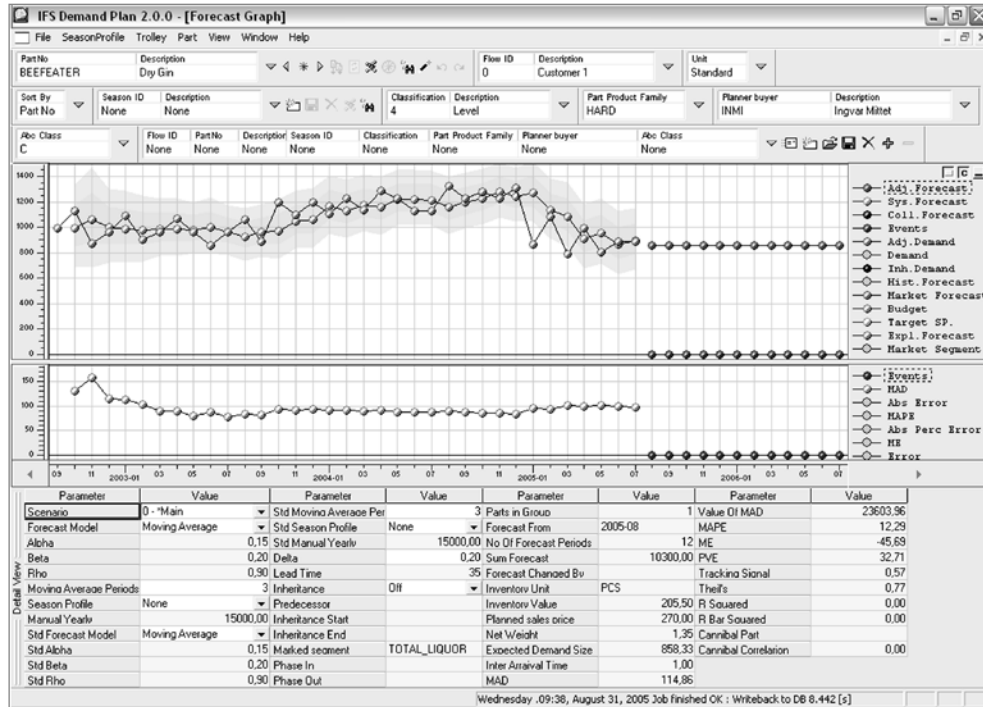 IFS Demand Plan 2.0.0 - [Forecast Graph]
File SeasonProfile Trolley Part View Window Help
PartNo Description Flow ID Description Unit
BEEFEATER Dry Gin 0 Customer 1 Standard
Sort By Season ID Description Classification Description Part Product Family Planner buyer Description
Part No None None 4 Level HARD INMI Ingvar Mittet
Abc Class Flow ID PartNo Description Season ID Classification Part Product Family Planner buyer Abc Class
C None None None None None None None None
1400
1200
1000
800
600
400
200
0
Adj.Forecast
Sys.Forecast
Coll.Forecast
Events
Adj.Demand
Demand
Inh.Demand
Hist.Forecast
Market Forecast
Budget
Target SP.
Expl.Forecast
Market Segment
150
100
50
0
Events
MAD
Abs Error
MAPE
Abs Perc Error
ME
Error
09 11 03 05 07 09 11 03 05 07 09 11 03 05 07 09 11 03 05 07
2003-01 2004-01 2005-01 2006-01
Detail View
Parameter Value Parameter Value Parameter Value Parameter Value
Scenario 0 - *Main Std Moving Average Per 3 Parts in Group 1 Value Of MAD 23603,96
Forecast Model Moving Average Std Season Profile None Forecast From 2005-08 MAPE 12,29
Alpha 0,15 Std Manual Yearly 15000,00 No Of Forecast Periods 12 ME -45,69
Beta 0,20 Delta 0,20 Sum Forecast 10300,00 PVE 32,71
Rho 0,90 Lead Time 35 Forecast Changed By Tracking Signal 0,57
Moving Average Periods 3 Inheritance Off Inventory Unit PCS Theil's 0,77
Season Profile None Predecessor Inventory Value 205,50 R Squared 0,00
Manual Yearly 15000,00 Inheritance Start Planned sales price 270,00 R Bar Squared 0,00
Std Forecast Model Moving Average Inheritance End Net Weight 1,35 Cannibal Part
Std Alpha 0,15 Marked segment TOTAL_LIQUOR Expected Demand Size 858,33 Cannibal Correlation 0,00
Std Beta 0,20 Phase In Inter Arraival Time 1,00
Std Rho 0,90 Phase Out MAD 114,86
Wednesday .09:38, August 31, 2005 Job finished OK : Writeback to DB 8.442 [s]